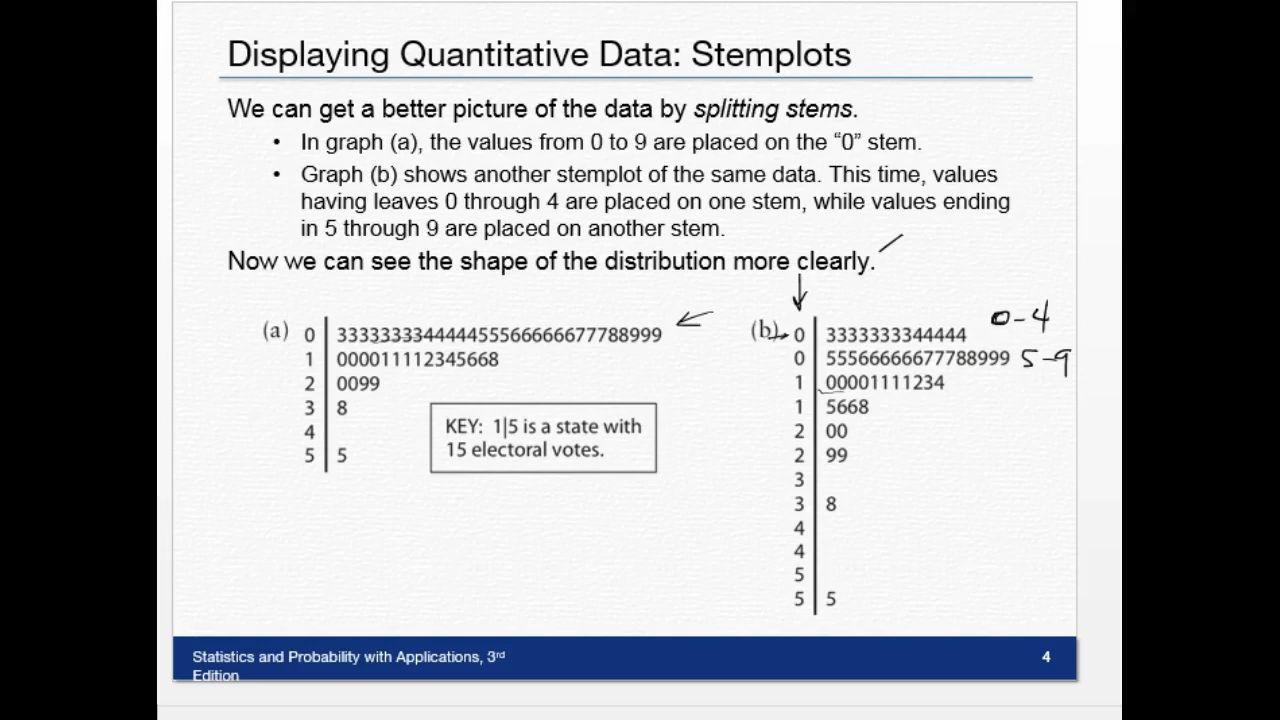 Displaying Quantitative Data: Stemplots
We can get a better picture of the data by splitting stems.
• In graph (a), the values from 0 to 9 are placed on the “0” stem.
• Graph (b) shows another stemplot of the same data. This time, values
having leaves 0 through 4 are placed on one stem, while values ending
in 5 through 9 are placed on another stem.
Now we can see the shape of the distribution more clearly.
(a) 0 | 333333334444455566666677788999
1 | 000011112345668
2 | 0099
3 | 8
4 |
5 | 5
KEY: 1|5 is a state with
15 electoral votes.
(b) 0 | 3333333344444 0-4
0 | 55566666677788999 5-9
1 | 00001111234
1 | 5668
2 | 00
2 | 99
3 |
3 | 8
4 |
4 |
5 |
5 | 5
Statistics and Probability with Applications, 3rd
Edition
4